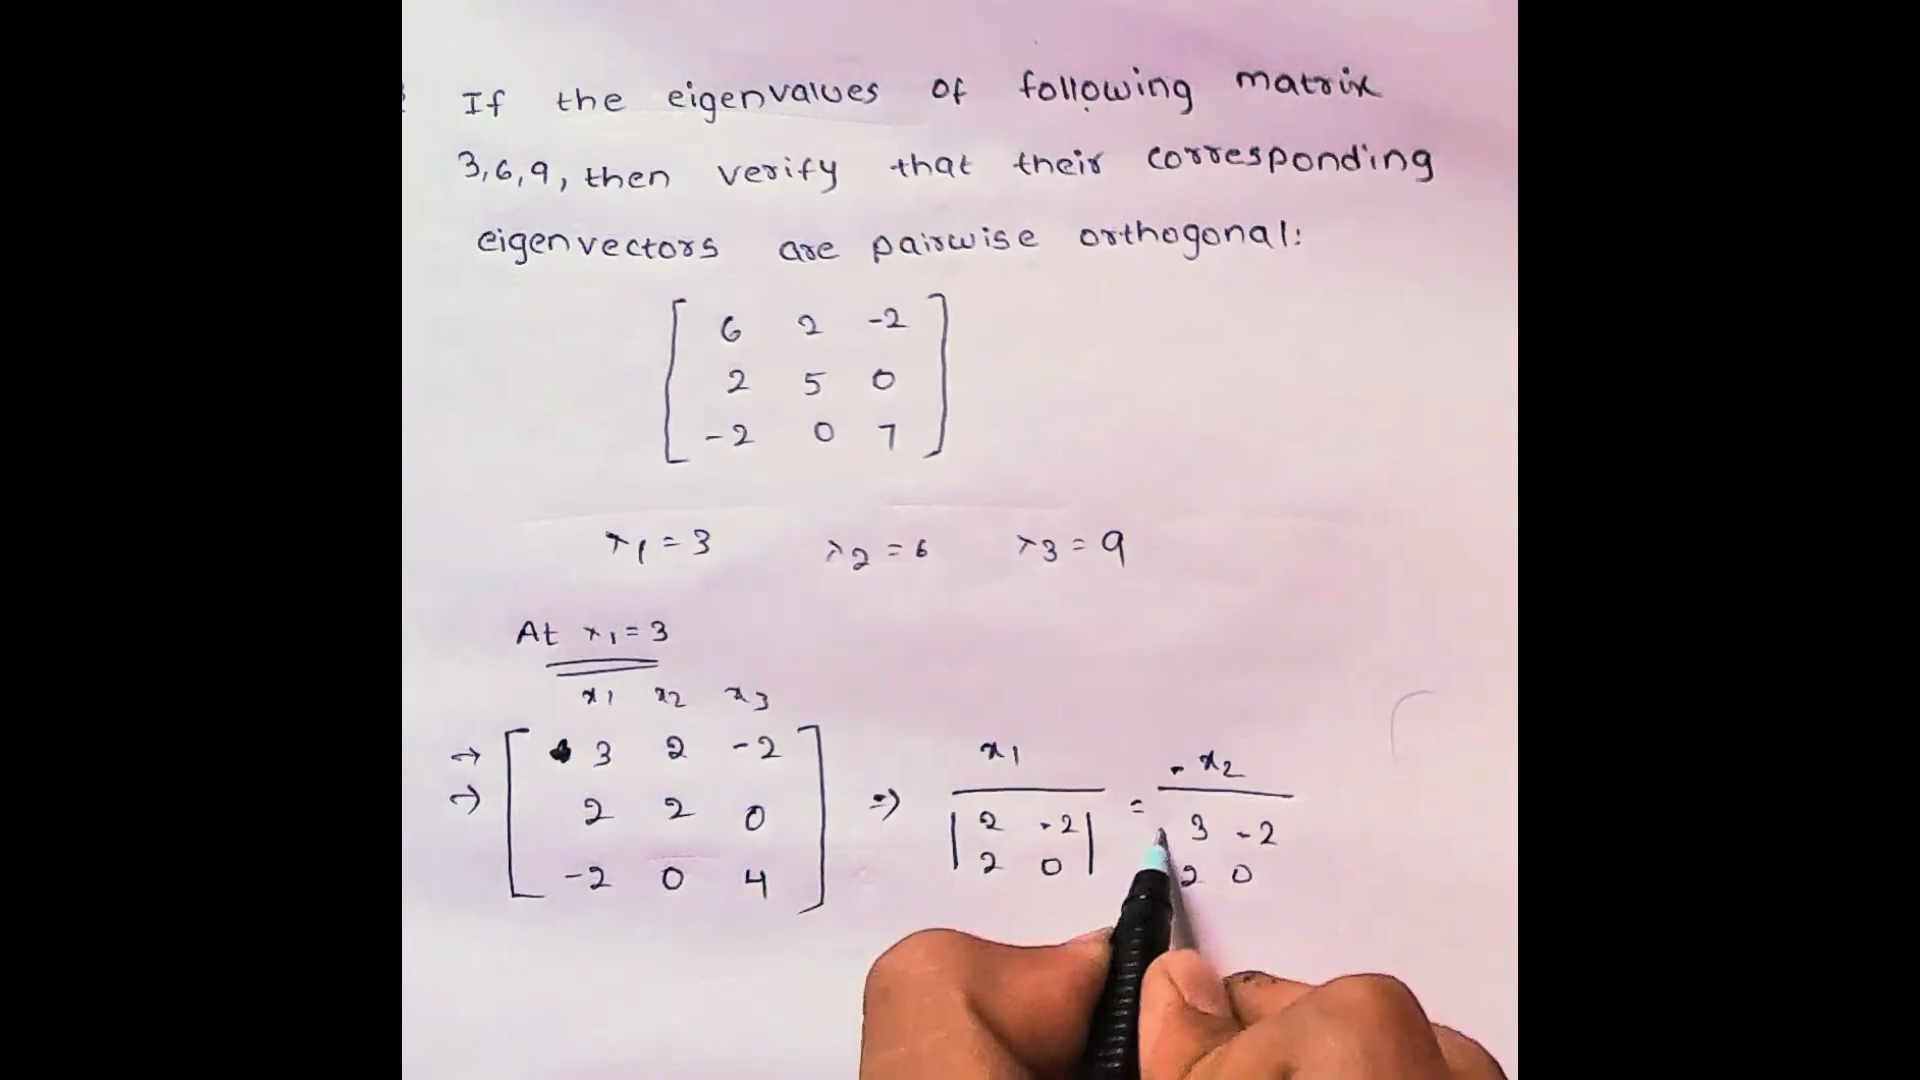 If the eigenvalues of following matrix
3,6,9, then verify that their corresponding
eigenvectors are pairwise orthogonal:
6 2 -2
2 5 0
-2 0 7
λ1 = 3 λ2 = 6 λ3 = 9
At λ1 = 3
x1 x2 x3
→ 3 2 -2
→ 2 2 0
-2 0 4
⇒ x1 = - x2
2 -2 3 -2
2 0 2 0